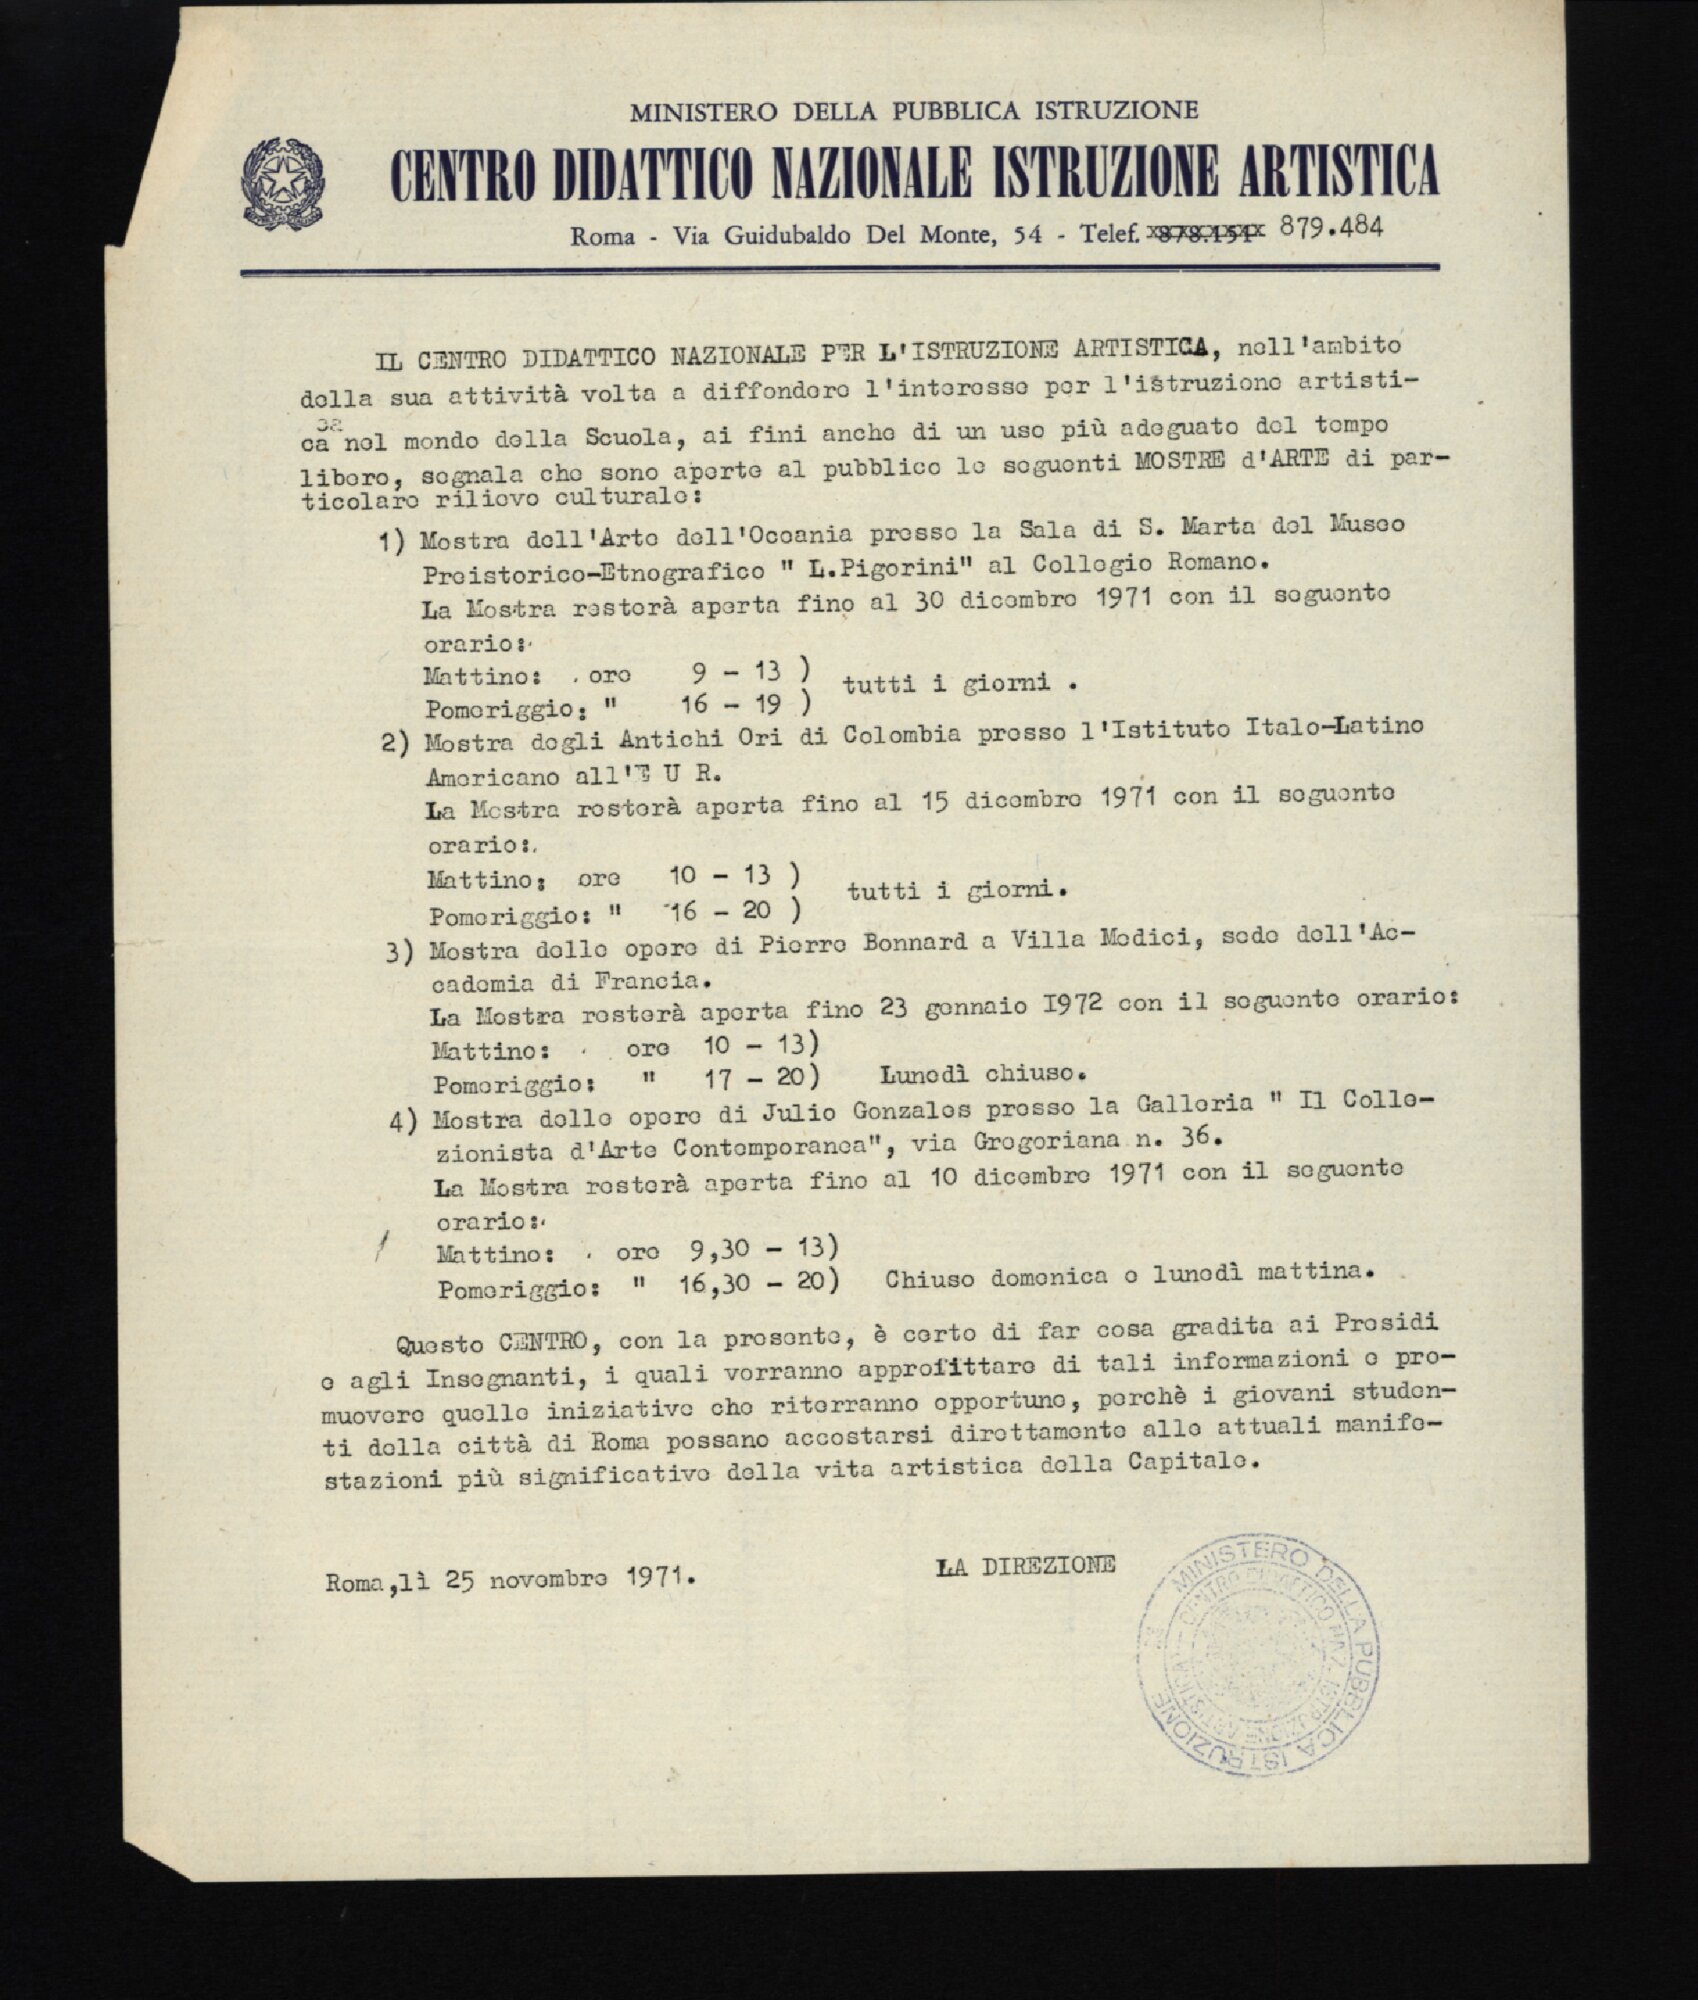 MINISTERO DELLA PUBBLICA ISTRUZIONE
CENTRO DIDATTICO NAZIONALE ISTRUZIONE ARTISTICA
Roma - Via Guidubaldo Del Monte, 54 - Telef. 878.151 879.484
IL CENTRO DIDATTICO NAZIONALE PER L'ISTRUZIONE ARTISTICA, nell'ambito
della sua attività volta a diffondere l'interesse per l'istruzione artisti-
ca nel mondo della Scuola, ai fini anche di un uso più adeguato del tempo
libero, segnala che sono aperte al pubblico le seguenti MOSTRE d'ARTE di par-
ticolare rilievo culturale:
1) Mostra dell'Arte dell'Oceania presso la Sala di S. Marta del Museo
Preistorico-Etnografico " L.Pigorini" al Collegio Romano.
La Mostra resterà aperta fino al 30 dicembre 1971 con il seguente
orario:
Mattino: ore 9 - 13 )
tutti i giorni .
Pomeriggio: " 16 - 19 )
2) Mostra degli Antichi Ori di Colombia presso l'Istituto Italo-Latino
Americano all'E U R.
La Mostra resterà aperta fino al 15 dicembre 1971 con il seguente
orario:
Mattino: ore 10 - 13 )
tutti i giorni.
Pomeriggio: " 16 - 20 )
3) Mostra delle opere di Pierre Bonnard a Villa Medici, sede dell'Ac-
cademia di Francia.
La Mostra resterà aperta fino 23 gennaio I972 con il seguente orario:
Mattino: ore 10 - 13)
Pomeriggio: " 17 - 20) Lunedì chiuso.
4) Mostra delle opere di Julio Gonzales presso la Galleria " Il Colle-
zionista d'Arte Contemporanea", via Gregoriana n. 36.
La Mostra resterà aperta fino al 10 dicembre 1971 con il seguente
orario:
Mattino: ore 9,30 - 13)
Pomeriggio: " 16,30 - 20) Chiuso domenica e lunedì mattina.
Questo CENTRO, con la presente, è certo di far cosa gradita ai Presidi
e agli Insegnanti, i quali vorranno approfittare di tali informazioni e pro-
muovere quelle iniziative che riterranno opportune, perchè i giovani studen-
ti della città di Roma possano accostarsi direttamente alle attuali manife-
stazioni più significative della vita artistica della Capitale.
Roma,lì 25 novembre 1971.
LA DIREZIONE
MINISTERO DELLA PUBBLICA ISTRUZIONE
CENTRO DIDATTICO NAZ. ISTRUZIONE ARTISTICA